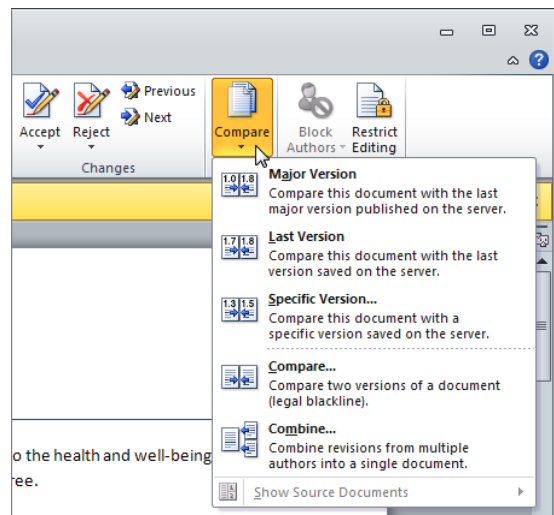 Previous
Next
Accept
Reject
Compare
Block
Authors
Restrict
Editing
Changes
1.0 1.8
Major Version
Compare this document with the last
major version published on the server.
1.7 1.8
Last Version
Compare this document with the last
version saved on the server.
1.3 1.5
Specific Version...
Compare this document with a
specific version saved on the server.
Compare...
Compare two versions of a document
(legal blackline).
Combine...
Combine revisions from multiple
authors into a single document.
Show Source Documents
o the health and well-being
ree.